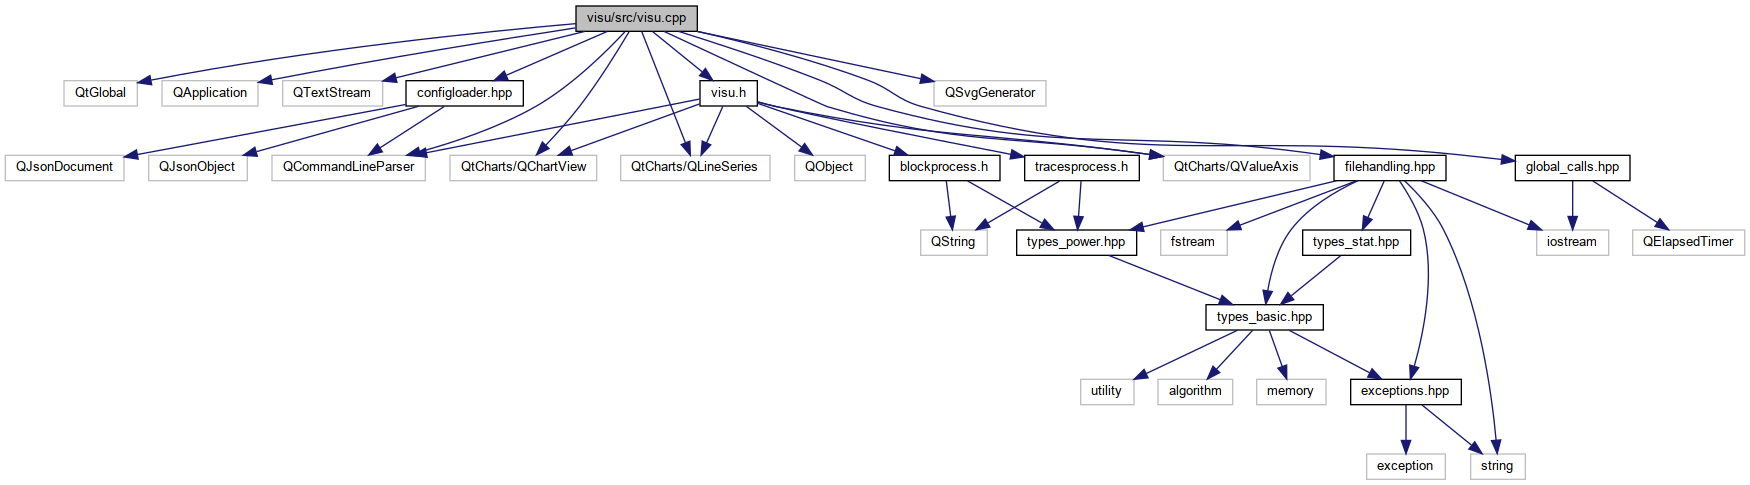 visu/src/visu.cpp
QtGlobal
QApplication
QTextStream
configloader.hpp
visu.h
QSvgGenerator
QJsonDocument
QJsonObject
QCommandLineParser
QtCharts/QChartView
QtCharts/QLineSeries
QObject
blockprocess.h
tracesprocess.h
QtCharts/QValueAxis
filehandling.hpp
global_calls.hpp
QString
types_power.hpp
fstream
types_stat.hpp
iostream
QElapsedTimer
types_basic.hpp
utility
algorithm
memory
exceptions.hpp
exception
string